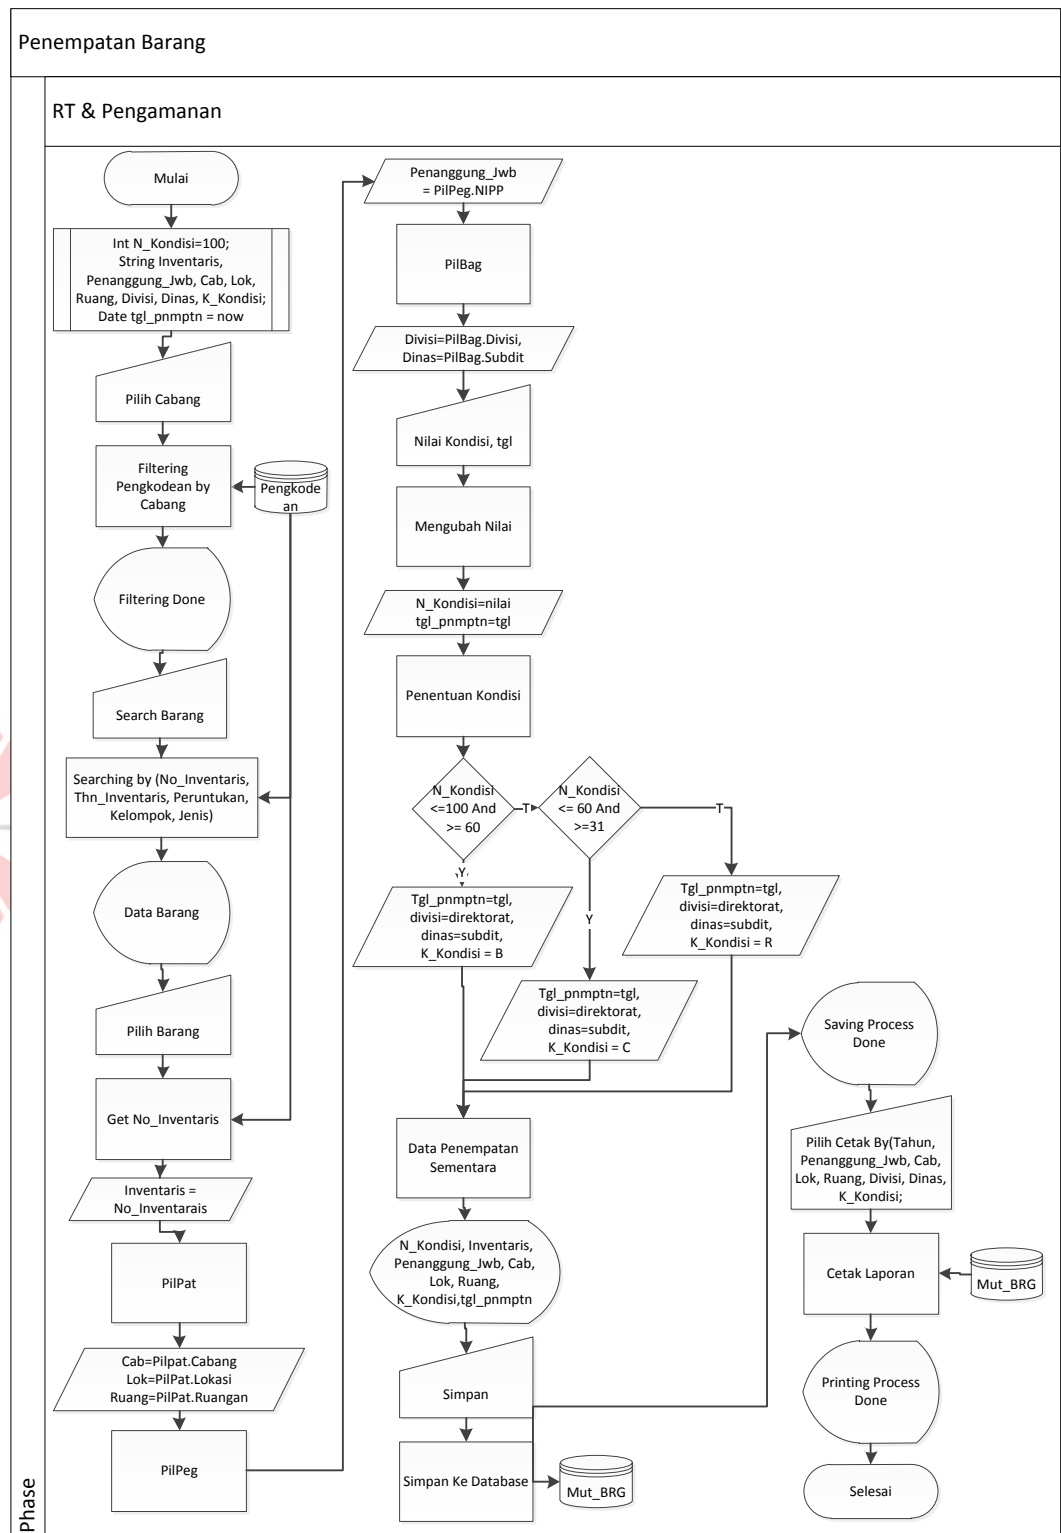 Penempatan Barang
RT & Pengamanan
Phase
Mulai
Int N_Kondisi=100;
String Inventaris,
Penanggung_Jwb, Cab, Lok,
Ruang, Divisi, Dinas, K_Kondisi;
Date tgl_pnmptn = now
Pilih Cabang
Filtering
Pengkodean by
Cabang
Pengkode
an
Filtering Done
Search Barang
Searching by (No_Inventaris,
Thn_Inventaris, Peruntukan,
Kelompok, Jenis)
Data Barang
Pilih Barang
Get No_Inventaris
Inventaris =
No_Inventarais
PilPat
Cab=Pilpat.Cabang
Lok=PilPat.Lokasi
Ruang=PilPat.Ruangan
PilPeg
Penanggung_Jwb
= PilPeg.NIPP
PilBag
Divisi=PilBag.Divisi,
Dinas=PilBag.Subdit
Nilai Kondisi, tgl
Mengubah Nilai
N_Kondisi=nilai
tgl_pnmptn=tgl
Penentuan Kondisi
N_Kondisi
<=100 And
>= 60
T
N_Kondisi
<= 60 And
>=31
T
Y
Y
Tgl_pnmptn=tgl,
divisi=direktorat,
dinas=subdit,
K_Kondisi = B
Tgl_pnmptn=tgl,
divisi=direktorat,
dinas=subdit,
K_Kondisi = R
Tgl_pnmptn=tgl,
divisi=direktorat,
dinas=subdit,
K_Kondisi = C
Data Penempatan
Sementara
N_Kondisi, Inventaris,
Penanggung_Jwb, Cab,
Lok, Ruang,
K_Kondisi,tgl_pnmptn
Simpan
Simpan Ke Database
Mut_BRG
Saving Process
Done
Pilih Cetak By(Tahun,
Penanggung_Jwb, Cab,
Lok, Ruang, Divisi, Dinas,
K_Kondisi;
Cetak Laporan
Mut_BRG
Printing Process
Done
Selesai